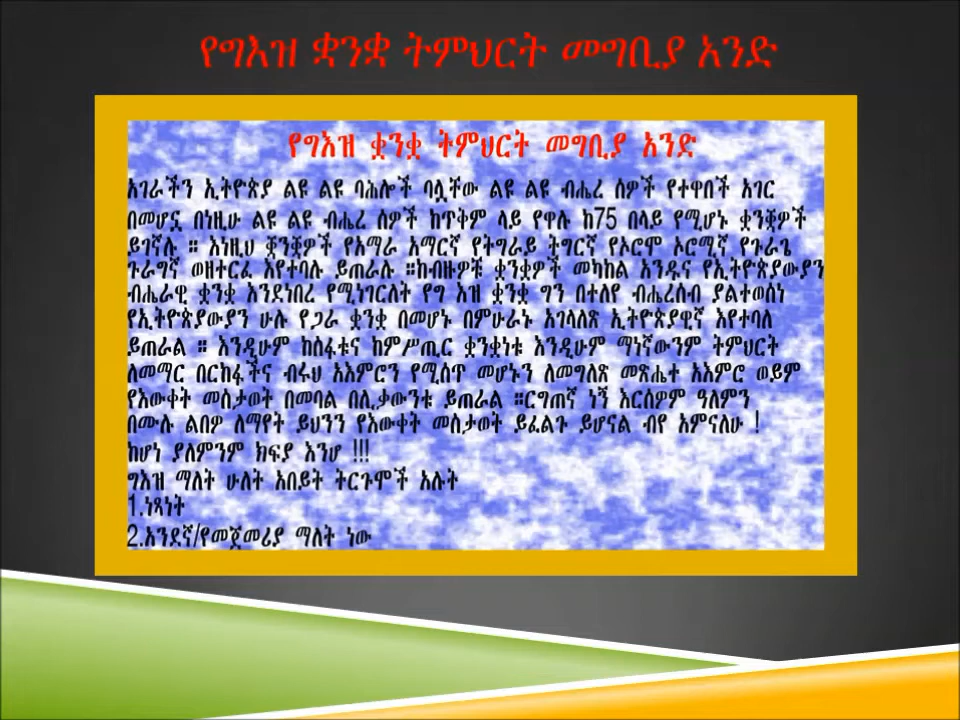 የግእዝ ቋንቋ ትምህርት መግቢያ አንድ
የግእዝ ቋንቋ ትምህርት መግቢያ አንድ
አገራችን ኢትዮጵያ ልዩ ልዩ ባሕሎች ባሏቸው ልዩ ልዩ ብሔረ ሰዎች የተዋበች አገር
በመሆኗ በነዚሁ ልዩ ልዩ ብሔረ ሰዎች ከጥቅም ላይ የዋሉ ከ75 በላይ የሚሆኑ ቋንቇዎች
ይገኛሉ ። እነዚህ ቋንቇዎች የአማራ አማርኛ የትግራይ ትግርኛ የኦሮሞ ኦሮሚኛ የጉራጌ
ጉራግኛ ወዘተርፈ እየተባሉ ይጠራሉ ።ከብዙዎቹ ቋንቋዎች መካከል አንዱና የኢትዮጵያውያን
ብሔራዊ ቋንቋ እንደነበረ የሚነገርለት የግ እዝ ቋንቋ ግን በተለየ ብሔረሰብ ያልተወሰነ
የኢትዮጵያውያን ሁሉ የጋራ ቋንቋ በመሆኑ በምሁራኑ አገላለጽ ኢትዮጵያዊኛ እየተባለ
ይጠራል ። እንዲሁም ከስፋቱና ከምሥጢር ቋንቋነቱ እንዲሁም ማነኛውንም ትምህርት
ለመማር በርከፋችና ብሩህ አእምሮን የሚሰጥ መሆኑን ለመግለጽ መጽሔተ አእምሮ ወይም
የእውቀት መስታወት በመባል በሊቃውንቱ ይጠራል ።ርግጠኛ ነኝ እርስዎም ዓለምን
በሙሉ ልበዎ ለማየት ይህንን የእውቀት መስታወት ይፈልጉ ይሆናል ብየ አምናለሁ !
ከሆነ ያለምንም ክፍያ እንሆ !!!
ግእዝ ማለት ሁለት አበይት ትርጉሞች አሉት
1.ነጻነት
2.አንደኛ/የመጀመሪያ ማለት ነው